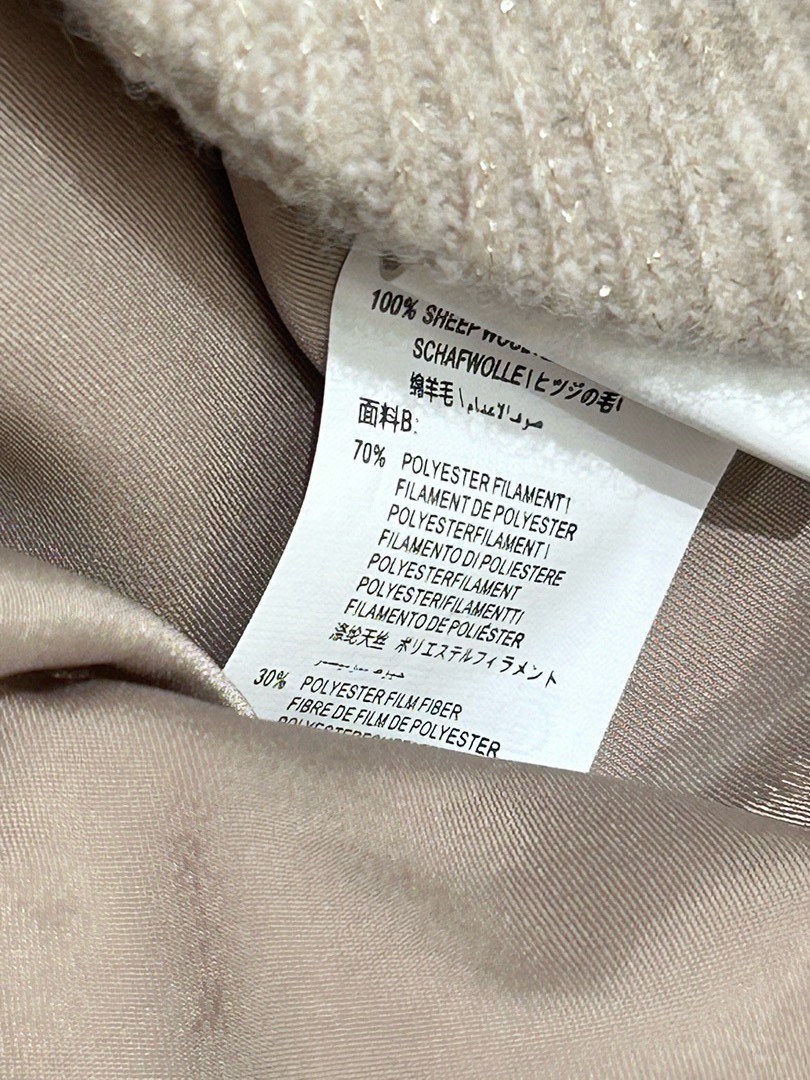 100% SHEEP
SCHAFWOLLE | ヒツジの毛 |
绵羊毛 \ صوف الأغنام \
面料B:
70% POLYESTER FILAMENT |
FILAMENT DE POLYESTER
POLYESTERFILAMENT |
FILAMENTO DI POLIESTERE
POLYESTERFILAMENT
POLYESTERIFILAMENTTI
FILAMENTO DE POLIÉSTER
涤纶天丝 ポリエステルフィラメント
30% POLYESTER FILM FIBER
FIBRE DE FILM DE POLYESTER